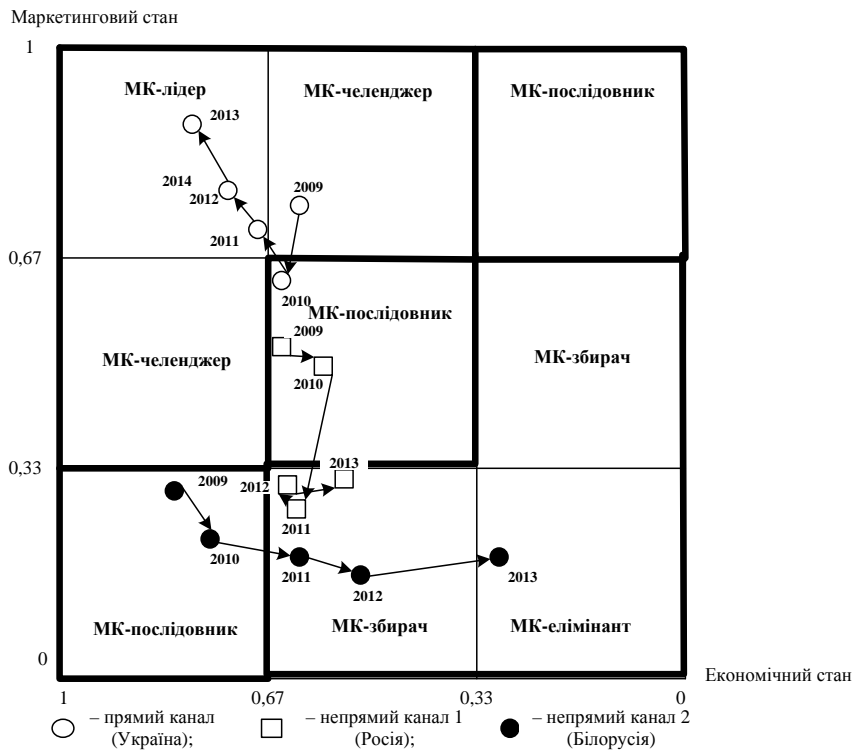 Маркетинговий стан
1
МК-лідер
МК-челенджер
МК-послідовник
2013
2014
2012
2009
2011
0,67
2010
МК-послідовник
2009
МК-челенджер
МК-збирач
2010
0,33
2009
2012
2013
2011
2010
2011
2012
2013
МК-послідовник
МК-збирач
МК-елімінант
0
Економічний стан
1
0,67
0,33
0
– прямий канал
(Україна);
– непрямий канал 1
(Росія);
– непрямий канал 2
(Білорусія)